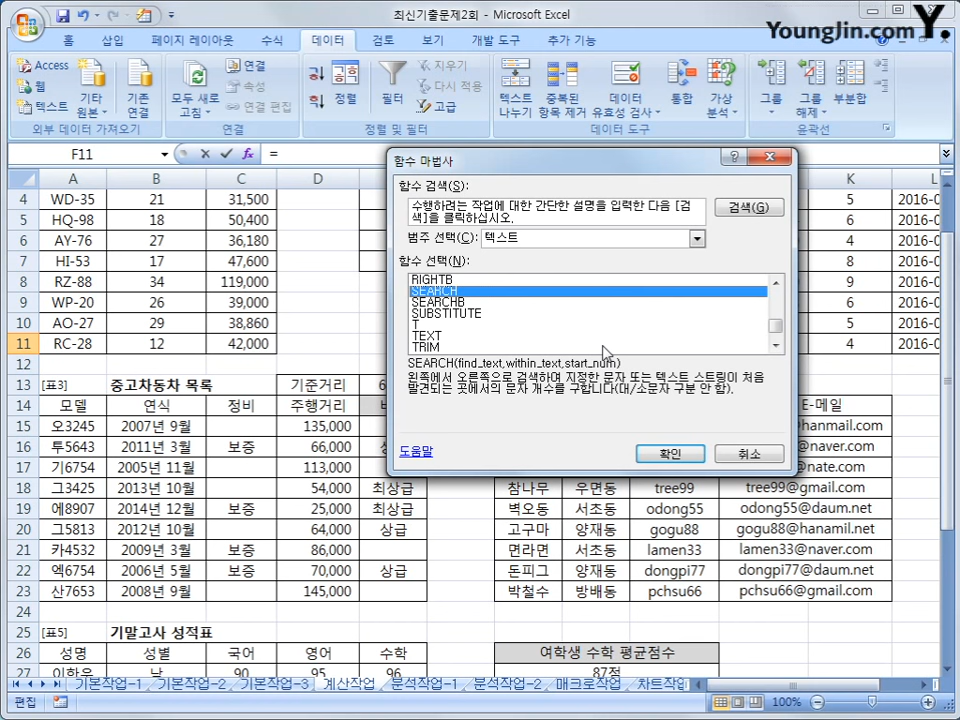 최신기출문제2회 - Microsoft Excel
YoungJin.com Y.
홈 삽입 페이지 레이아웃 수식 데이터 검토 보기 개발 도구 추가 기능
Access
웹
텍스트
기타 원본
기존 연결
외부 데이터 가져오기
모두 새로 고침
연결
속성
연결 편집
연결
정렬
필터
지우기
다시 적용
고급
정렬 및 필터
텍스트 나누기
중복된 항목 제거
데이터 유효성 검사
통합
가상 분석
데이터 도구
그룹
그룹 해제
부분합
윤곽선
F11 =
함수 마법사
함수 검색(S):
수행하려는 작업에 대한 간단한 설명을 입력한 다음 [검
색]을 클릭하십시오.
검색(G)
범주 선택(C): 텍스트
함수 선택(N):
RIGHTB
SEARCH
SEARCHB
SUBSTITUTE
T
TEXT
TRIM
SEARCH(find_text,within_text,start_num)
왼쪽에서 오른쪽으로 검색하여 지정한 문자 또는 텍스트 스트링이 처음
발견되는 곳에서의 문자 개수를 구합니다(대/소문자 구분 안 함).
도움말 확인 취소
A B C D K L
4 WD-35 21 31,500 5 2016-0
5 HQ-98 18 50,400 6 2016-0
6 AY-76 27 36,180 4 2016-0
7 HI-53 17 47,600 5 2016-0
8 RZ-88 34 119,000 4 2016-0
9 WP-20 26 39,000 6 2016-0
10 AO-27 29 38,860 5 2016-0
11 RC-28 12 42,000 4 2016-0
12
13 [표3] 중고차동차 목록 기준거리 6
14 모델 연식 정비 주행거리 E-메일
15 오3245 2007년 9월 135,000 hanmail.com
16 투5643 2011년 3월 보증 66,000 naver.com
17 기6754 2005년 11월 113,000 nate.com
18 그3425 2013년 10월 54,000 최상급 참나무 우면동 tree99 tree99@gmail.com
19 에8907 2014년 12월 보증 25,000 최상급 벽오동 서초동 odong55 odong55@daum.net
20 그5813 2012년 10월 64,000 상급 고구마 양재동 gogu88 gogu88@hanamil.net
21 카4532 2009년 3월 보증 86,000 면라면 서초동 lamen33 lamen33@naver.com
22 엑6754 2006년 5월 보증 70,000 상급 돈피그 양재동 dongpi77 dongpi77@daum.net
23 산7653 2008년 9월 145,000 박철수 방배동 pchsu66 pchsu66@gmail.com
24
25 [표5] 기말고사 성적표
26 성명 성별 국어 영어 수학 여학생 수학 평균점수
27 이하우 남 90 95 96 87점
기본작업-1 기본작업-2 기본작업-3 계산작업 분석작업-1 분석작업-2 매크로작업 차트작업
편집 100%